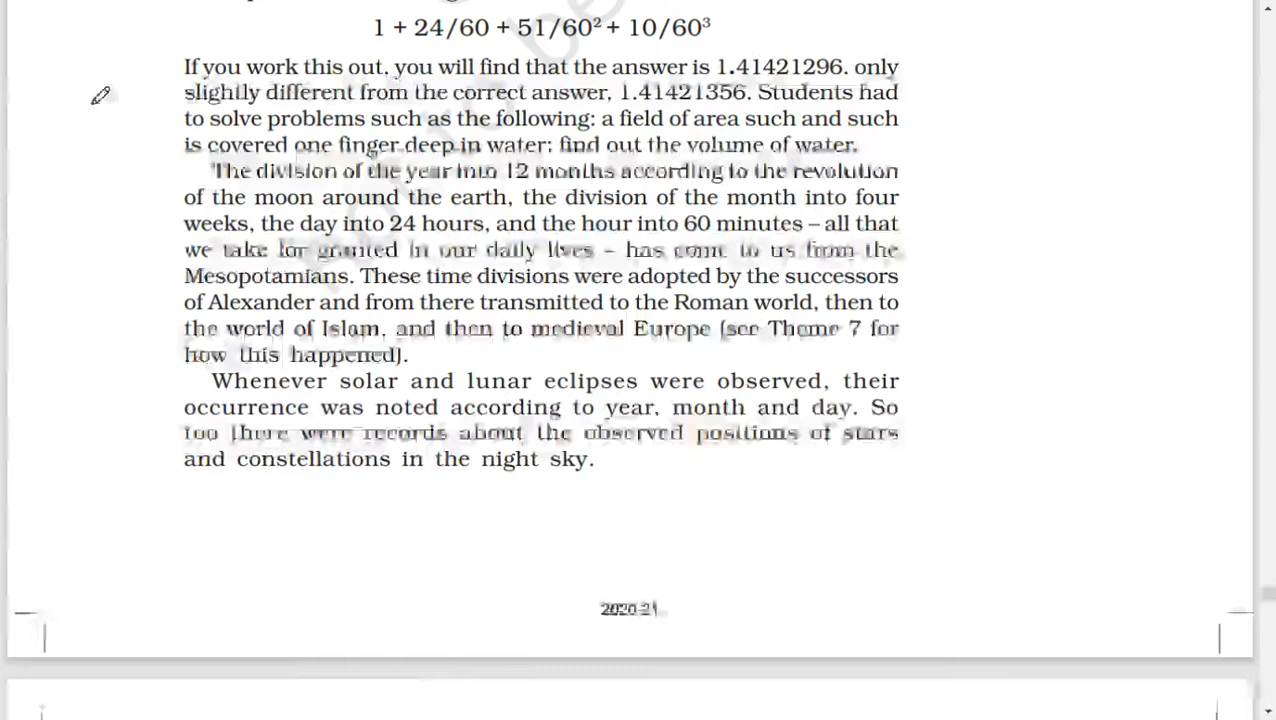 1 + 24/60 + 51/60² + 10/60³
If you work this out, you will find that the answer is 1.41421296, only
slightly different from the correct answer, 1.41421356. Students had
to solve problems such as the following: a field of area such and such
is covered one finger deep in water; find out the volume of water.
The division of the year into 12 months according to the revolution
of the moon around the earth, the division of the month into four
weeks, the day into 24 hours, and the hour into 60 minutes – all that
we take for granted in our daily lives – has come to us from the
Mesopotamians. These time divisions were adopted by the successors
of Alexander and from there transmitted to the Roman world, then to
the world of Islam, and then to medieval Europe (see Theme 7 for
how this happened).
Whenever solar and lunar eclipses were observed, their
occurrence was noted according to year, month and day. So
too there were records about the observed positions of stars
and constellations in the night sky.
2020-21